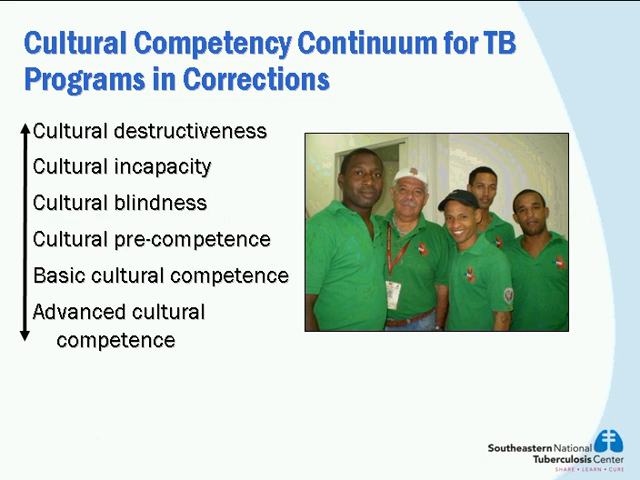 Cultural Competency Continuum for TB
Programs in Corrections
Cultural destructiveness
Cultural incapacity
Cultural blindness
Cultural pre-competence
Basic cultural competence
Advanced cultural
competence
Southeastern National
Tuberculosis Center
SHARE • LEARN • CURE